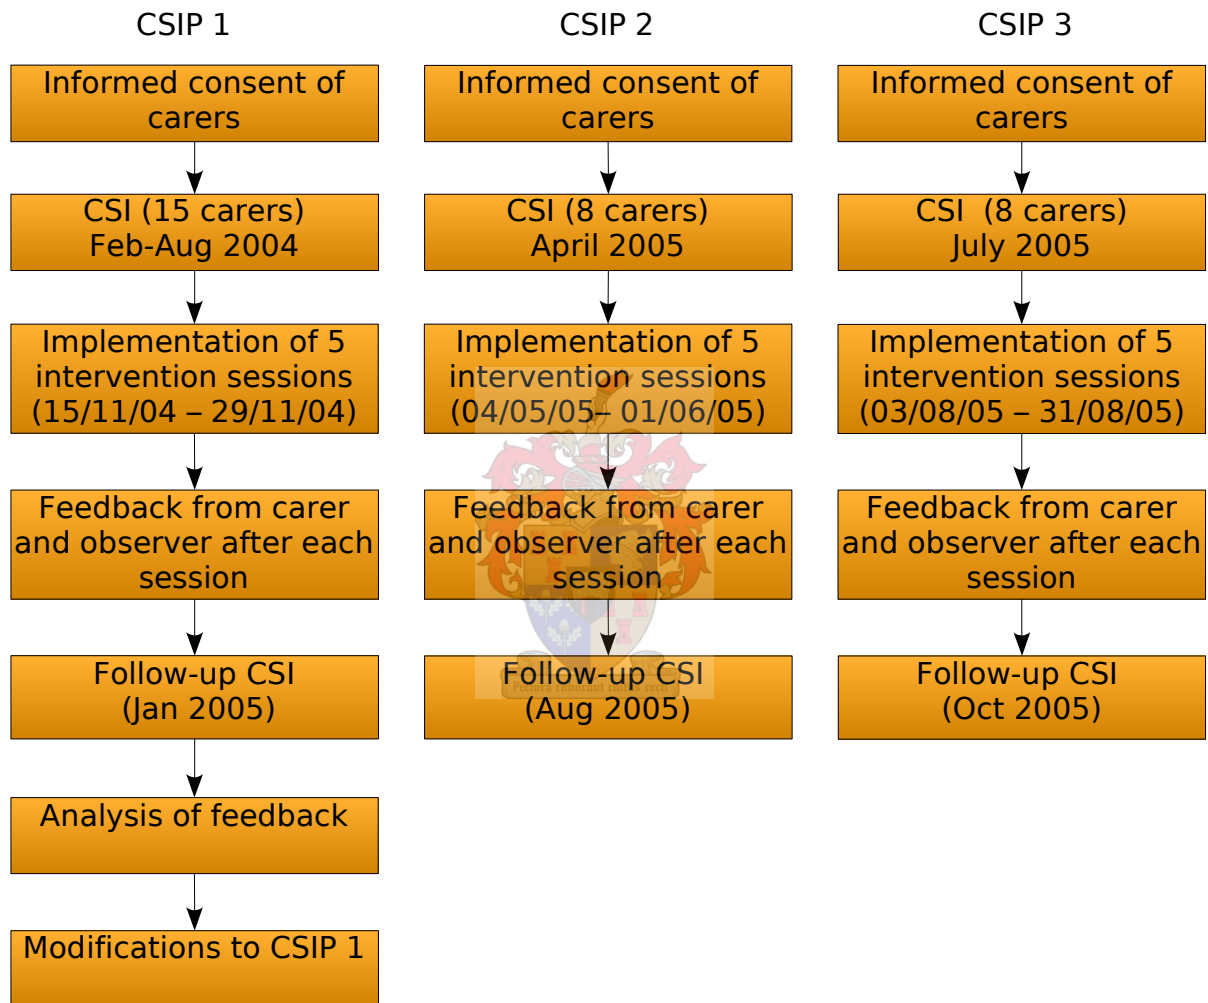 CSIP 1
Informed consent of
carers
CSI (15 carers)
Feb-Aug 2004
Implementation of 5
intervention sessions
(15/11/04 – 29/11/04)
Feedback from carer
and observer after each
session
Follow-up CSI
(Jan 2005)
Analysis of feedback
Modifications to CSIP 1
CSIP 2
Informed consent of
carers
CSI (8 carers)
April 2005
Implementation of 5
intervention sessions
(04/05/05– 01/06/05)
Feedback from carer
and observer after each
session
Follow-up CSI
(Aug 2005)
CSIP 3
Informed consent of
carers
CSI  (8 carers)
July 2005
Implementation of 5
intervention sessions
(03/08/05 – 31/08/05)
Feedback from carer
and observer after each
session
Follow-up CSI
(Oct 2005)